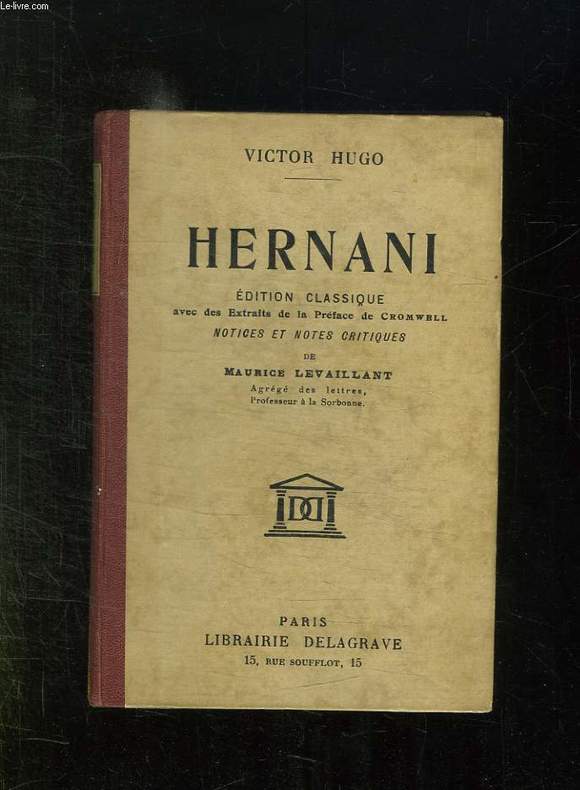 Le-livre.com
VICTOR HUGO
HERNANI
ÉDITION CLASSIQUE
avec des Extraits de la Préface de CROMWELL
NOTICES ET NOTES CRITIQUES
DE
MAURICE LEVAILLANT
Agrégé des lettres,
Professeur à la Sorbonne.
PARIS
LIBRAIRIE DELAGRAVE
15, RUE SOUFFLOT, 15